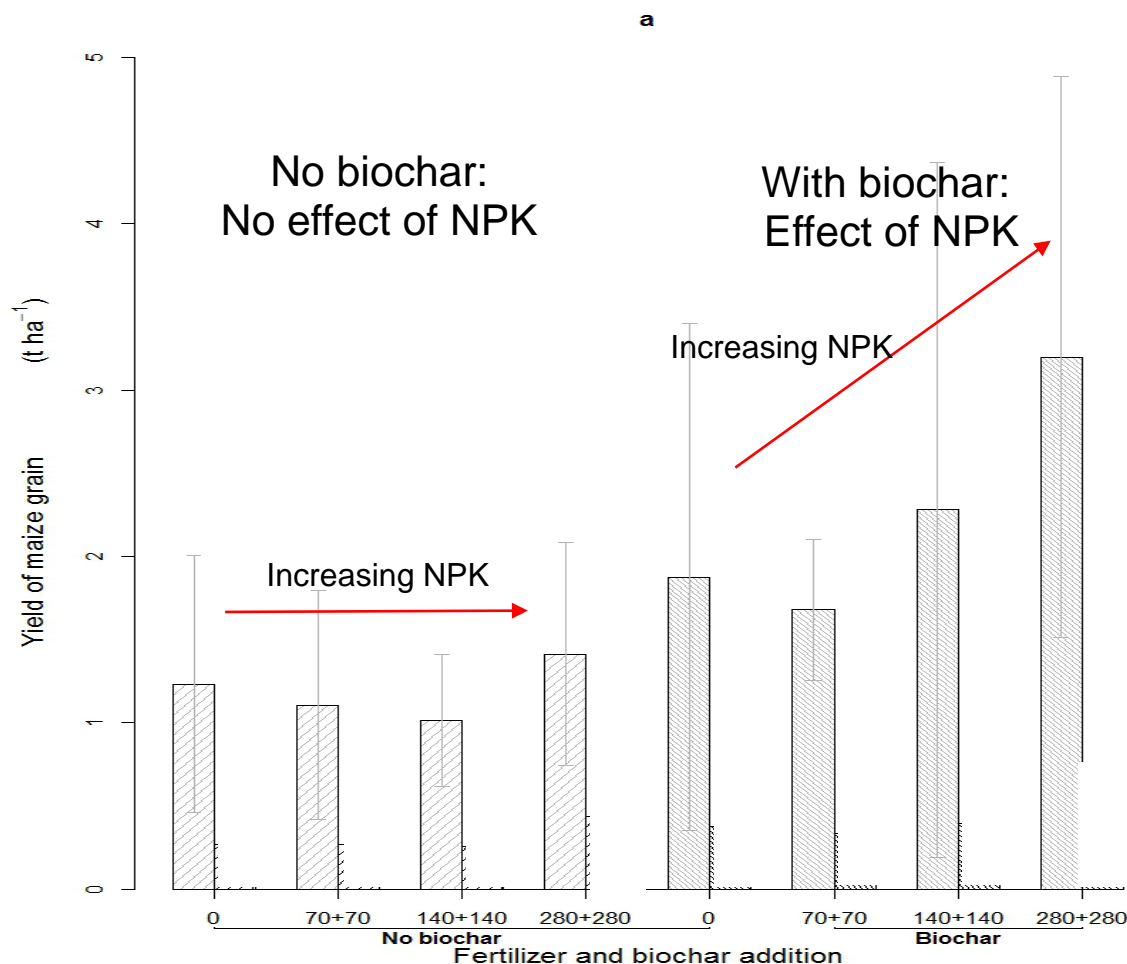 a
No biochar:
No effect of NPK
With biochar:
Effect of NPK
Increasing NPK
Increasing NPK
Yield of maize grain (t ha⁻¹)
5
4
3
2
1
0
0 70+70 140+140 280+280 0 70+70 140+140 280+280
No biochar Biochar
Fertilizer and biochar addition